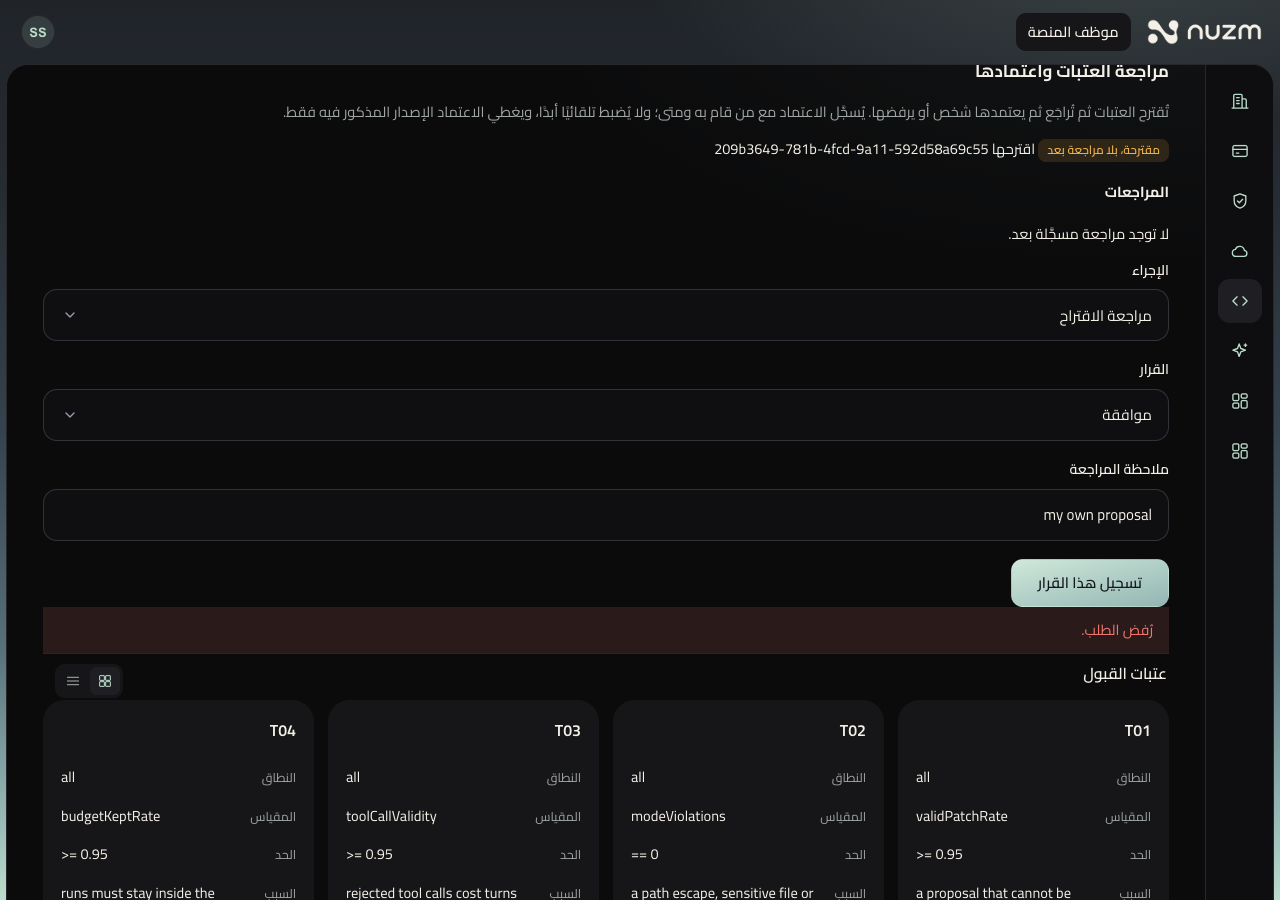 nuzm
موظف المنصة
SS
مراجعة العتبات واعتمادها
تُقترح العتبات ثم تُراجَع ثم يعتمدها شخص أو يرفضها. يُسجَّل الاعتماد مع من قام به ومتى؛ ولا يُضبط تلقائيًا أبدًا، ويغطي الاعتماد الإصدار المذكور فيه فقط.
مقترحة، بلا مراجعة بعد اقترحها 209b3649-781b-4fcd-9a11-592d58a69c55
المراجعات
لا توجد مراجعة مسجَّلة بعد.
الإجراء
مراجعة الاقتراح
القرار
موافقة
ملاحظة المراجعة
my own proposal
تسجيل هذا القرار
رُفض الطلب.
عتبات القبول
T01
النطاق all
المقياس validPatchRate
الحد >= 0.95
السبب a proposal that cannot be
T02
النطاق all
المقياس modeViolations
الحد == 0
السبب a path escape, sensitive file or
T03
النطاق all
المقياس toolCallValidity
الحد >= 0.95
السبب rejected tool calls cost turns
T04
النطاق all
المقياس budgetKeptRate
الحد >= 0.95
السبب runs must stay inside the